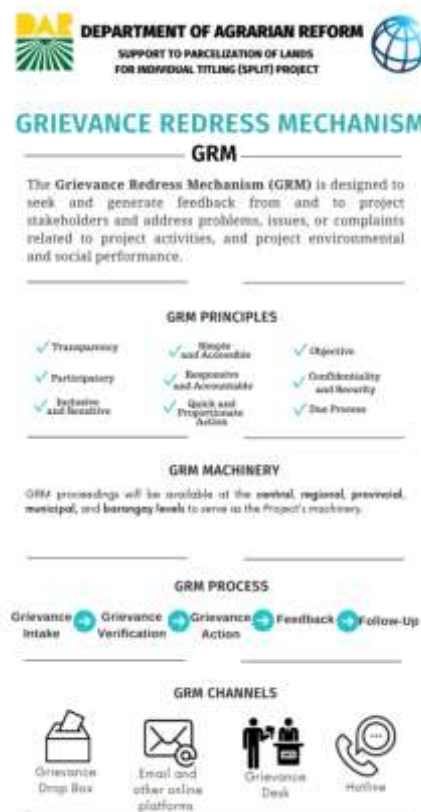 DAR
DEPARTMENT OF AGRARIAN REFORM
SUPPORT TO PARCELIZATION OF LANDS
FOR INDIVIDUAL TITLING (SPLIT) PROJECT
GRIEVANCE REDRESS MECHANISM
GRM
The Grievance Redress Mechanism (GRM) is designed to
seek and generate feedback from and to project
stakeholders and address problems, issues, or complaints
related to project activities, and project environmental
and social performance.
GRM PRINCIPLES
Transparency
Simple
and Accessible
Objective
Participatory
Responsive
and Accountable
Confidentiality
and Security
Inclusive
and Sensitive
Quick and
Proportionate
Action
Due Process
GRM MACHINERY
GRM proceedings will be available at the central, regional, provincial,
municipal, and barangay levels to serve as the Project's machinery.
GRM PROCESS
Grievance
Intake
Grievance
Verification
Grievance
Action
Feedback
Follow-Up
GRM CHANNELS
Grievance
Drop Box
Email and
other online
platforms
Grievance
Desk
Hotline